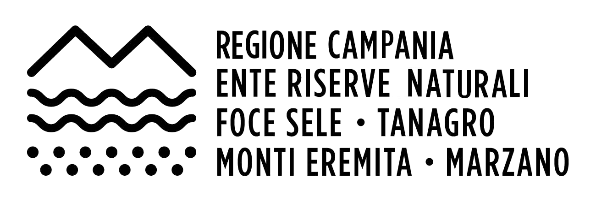 REGIONE CAMPANIA
ENTE RISERVE NATURALI
FOCE SELE • TANAGRO
MONTI EREMITA • MARZANO